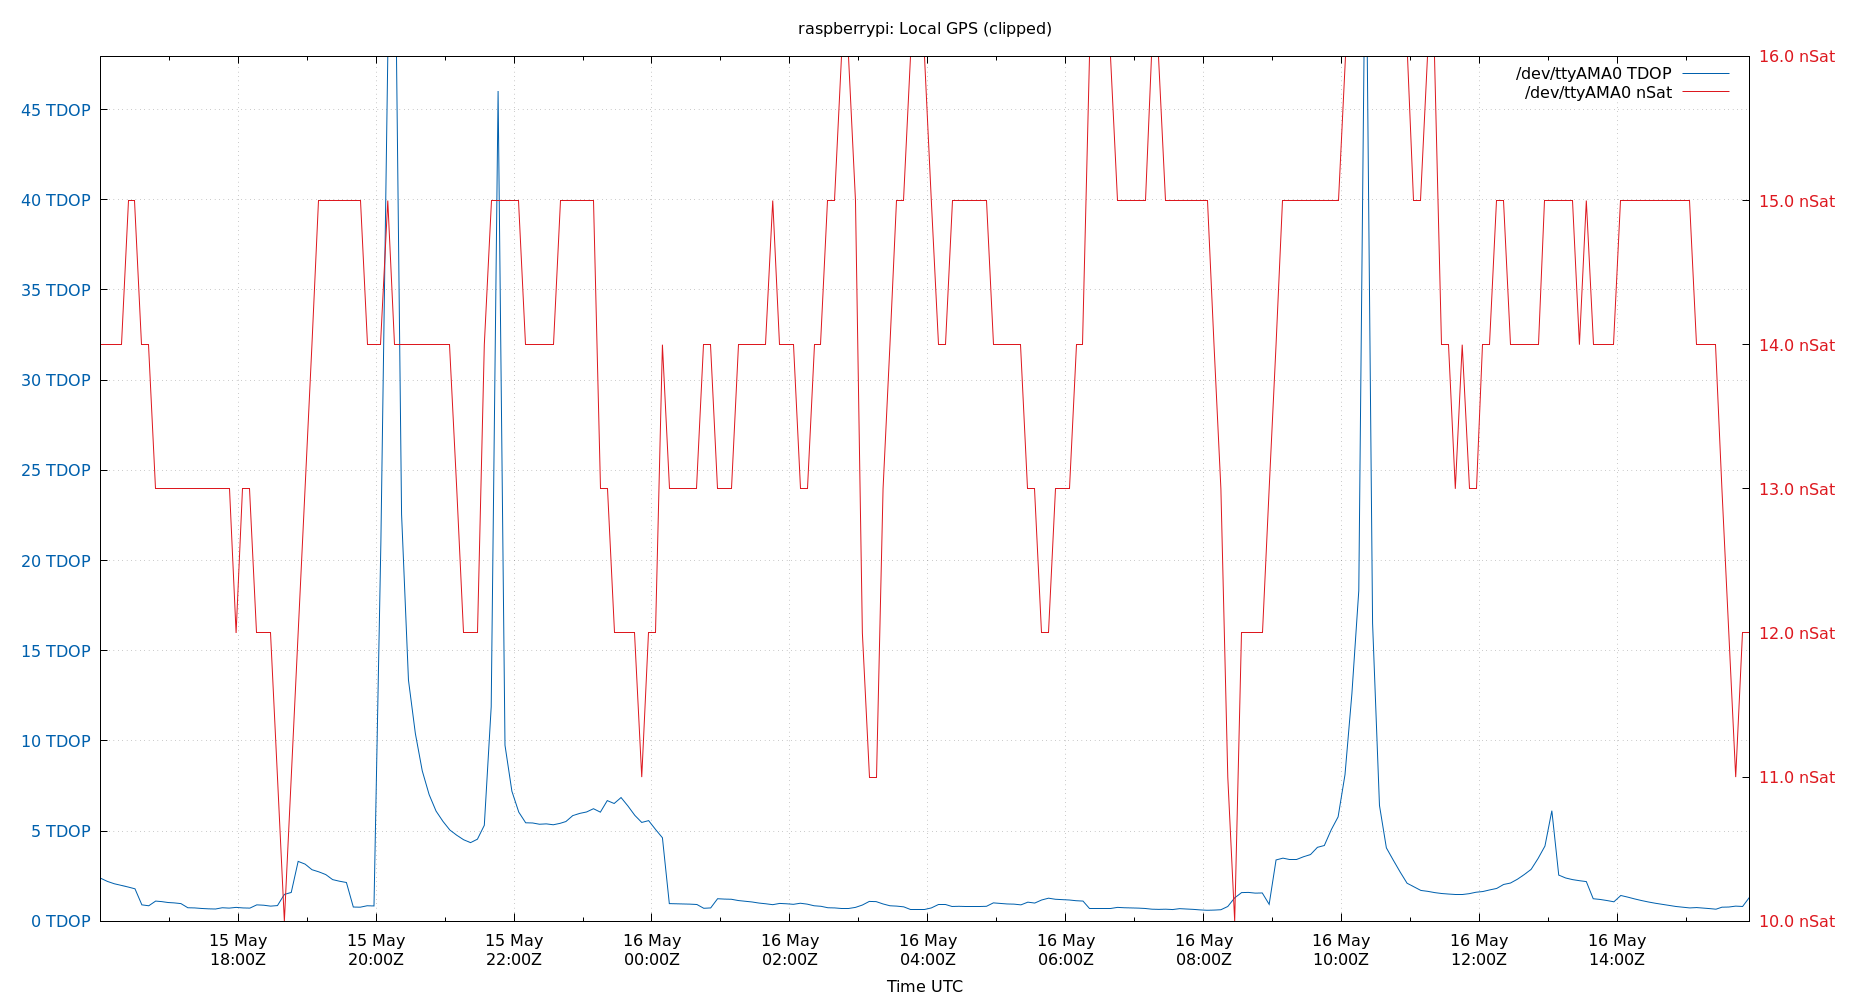 raspberrypi: Local GPS (clipped)
16.0 nSat
/dev/ttyAMA0 TDOP
/dev/ttyAMA0 nSat
45 TDOP
40 TDOP
15.0 nSat
35 TDOP
14.0 nSat
30 TDOP
25 TDOP
13.0 nSat
20 TDOP
12.0 nSat
15 TDOP
10 TDOP
11.0 nSat
5 TDOP
0 TDOP
10.0 nSat
15 May 15 May 15 May 16 May 16 May 16 May 16 May 16 May 16 May 16 May 16 May
18:00Z 20:00Z 22:00Z 00:00Z 02:00Z 04:00Z 06:00Z 08:00Z 10:00Z 12:00Z 14:00Z
Time UTC